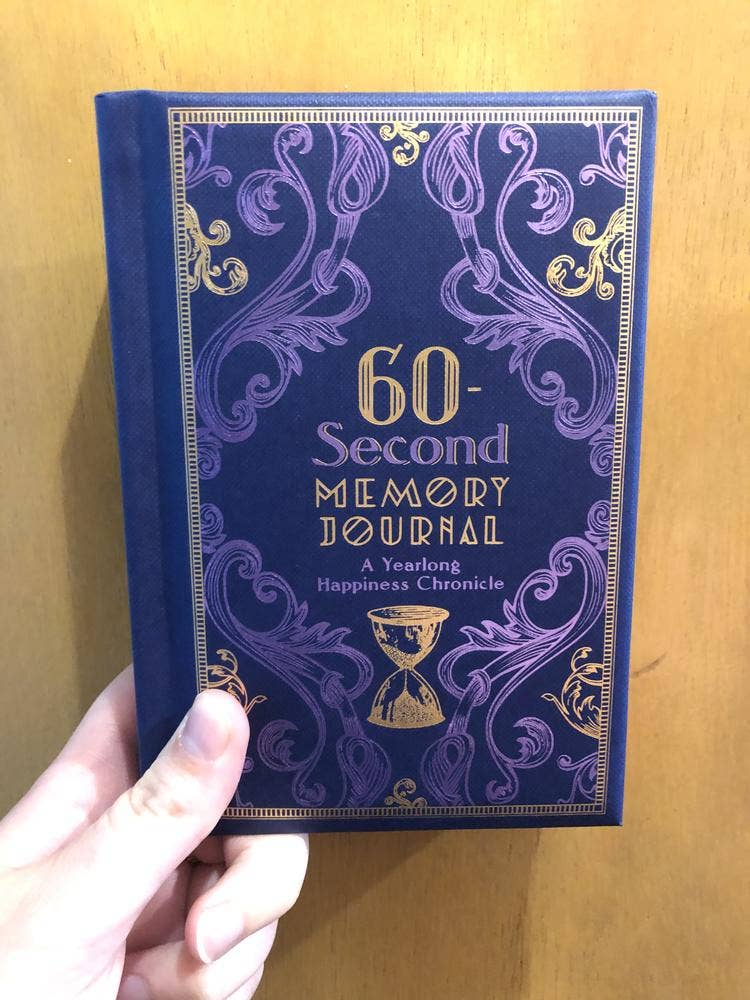 60-
Second
MEMORY
JOURNAL
A Yearlong
Happiness Chronicle